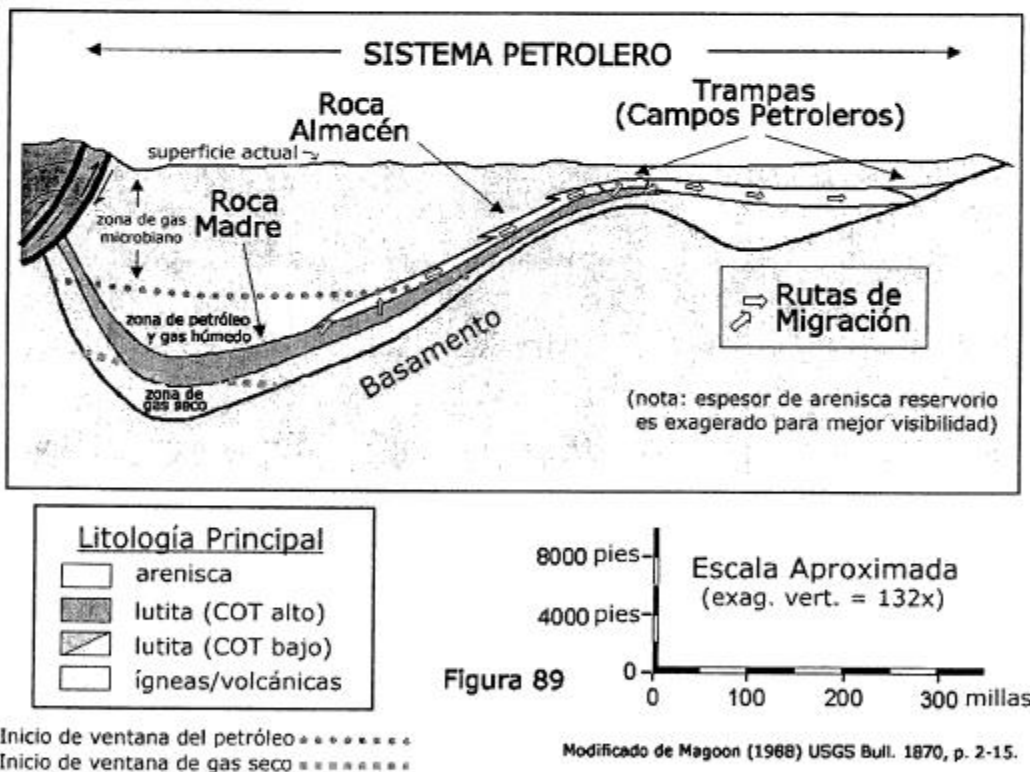 SISTEMA PETROLERO
Roca
Almacén
Trampas
(Campos Petroleros)
superficie actual
zona de gas
microbiano
Roca
Madre
zona de petróleo
y gas húmedo
zona de
gas seco
Basamento
Rutas de
Migración
(nota: espesor de arenisca reservorio
es exagerado para mejor visibilidad)
Litología Principal
arenisca
lutita (COT alto)
lutita (COT bajo)
ígneas/volcánicas
Inicio de ventana del petróleo
Inicio de ventana de gas seco
Figura 89
8000 pies
4000 pies
0
Escala Aproximada
(exag. vert. = 132x)
0 100 200 300 millas
Modificado de Magoon (1988) USGS Bull. 1870, p. 2-15.